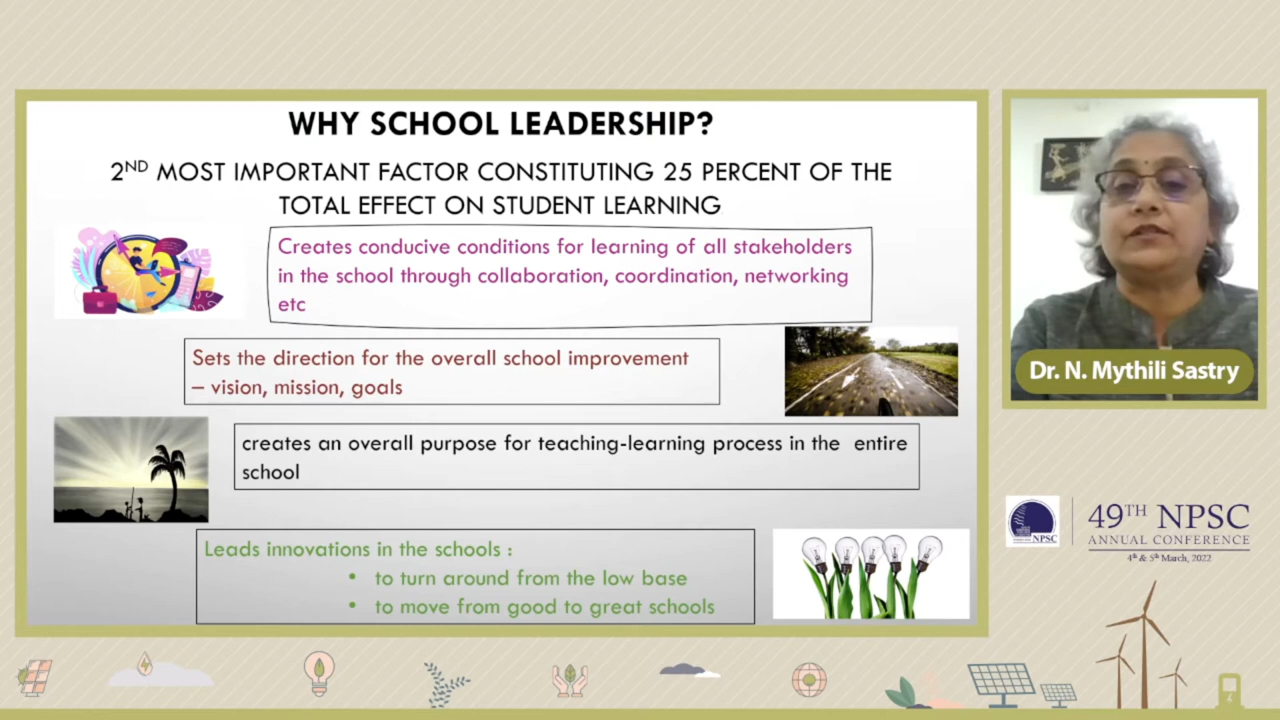 WHY SCHOOL LEADERSHIP?
2ND MOST IMPORTANT FACTOR CONSTITUTING 25 PERCENT OF THE
TOTAL EFFECT ON STUDENT LEARNING
Creates conducive conditions for learning of all stakeholders
in the school through collaboration, coordination, networking
etc
Sets the direction for the overall school improvement
– vision, mission, goals
creates an overall purpose for teaching-learning process in the entire
school
Leads innovations in the schools :
• to turn around from the low base
• to move from good to great schools
Dr. N. Mythili Sastry
NPSC
49TH NPSC
ANNUAL CONFERENCE
4th & 5th March, 2022